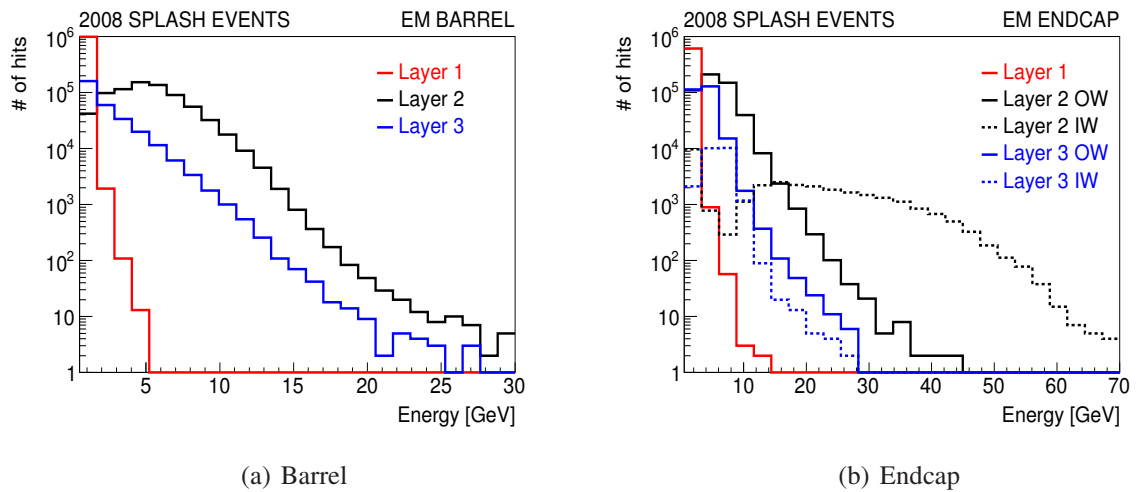 2008 SPLASH EVENTS EM BARREL
# of hits
10^6
10^5
10^4
10^3
10^2
10
1
Layer 1
Layer 2
Layer 3
5 10 15 20 25 30
Energy [GeV]
(a) Barrel
2008 SPLASH EVENTS EM ENDCAP
# of hits
10^6
10^5
10^4
10^3
10^2
10
1
Layer 1
Layer 2 OW
Layer 2 IW
Layer 3 OW
Layer 3 IW
10 20 30 40 50 60 70
Energy [GeV]
(b) Endcap